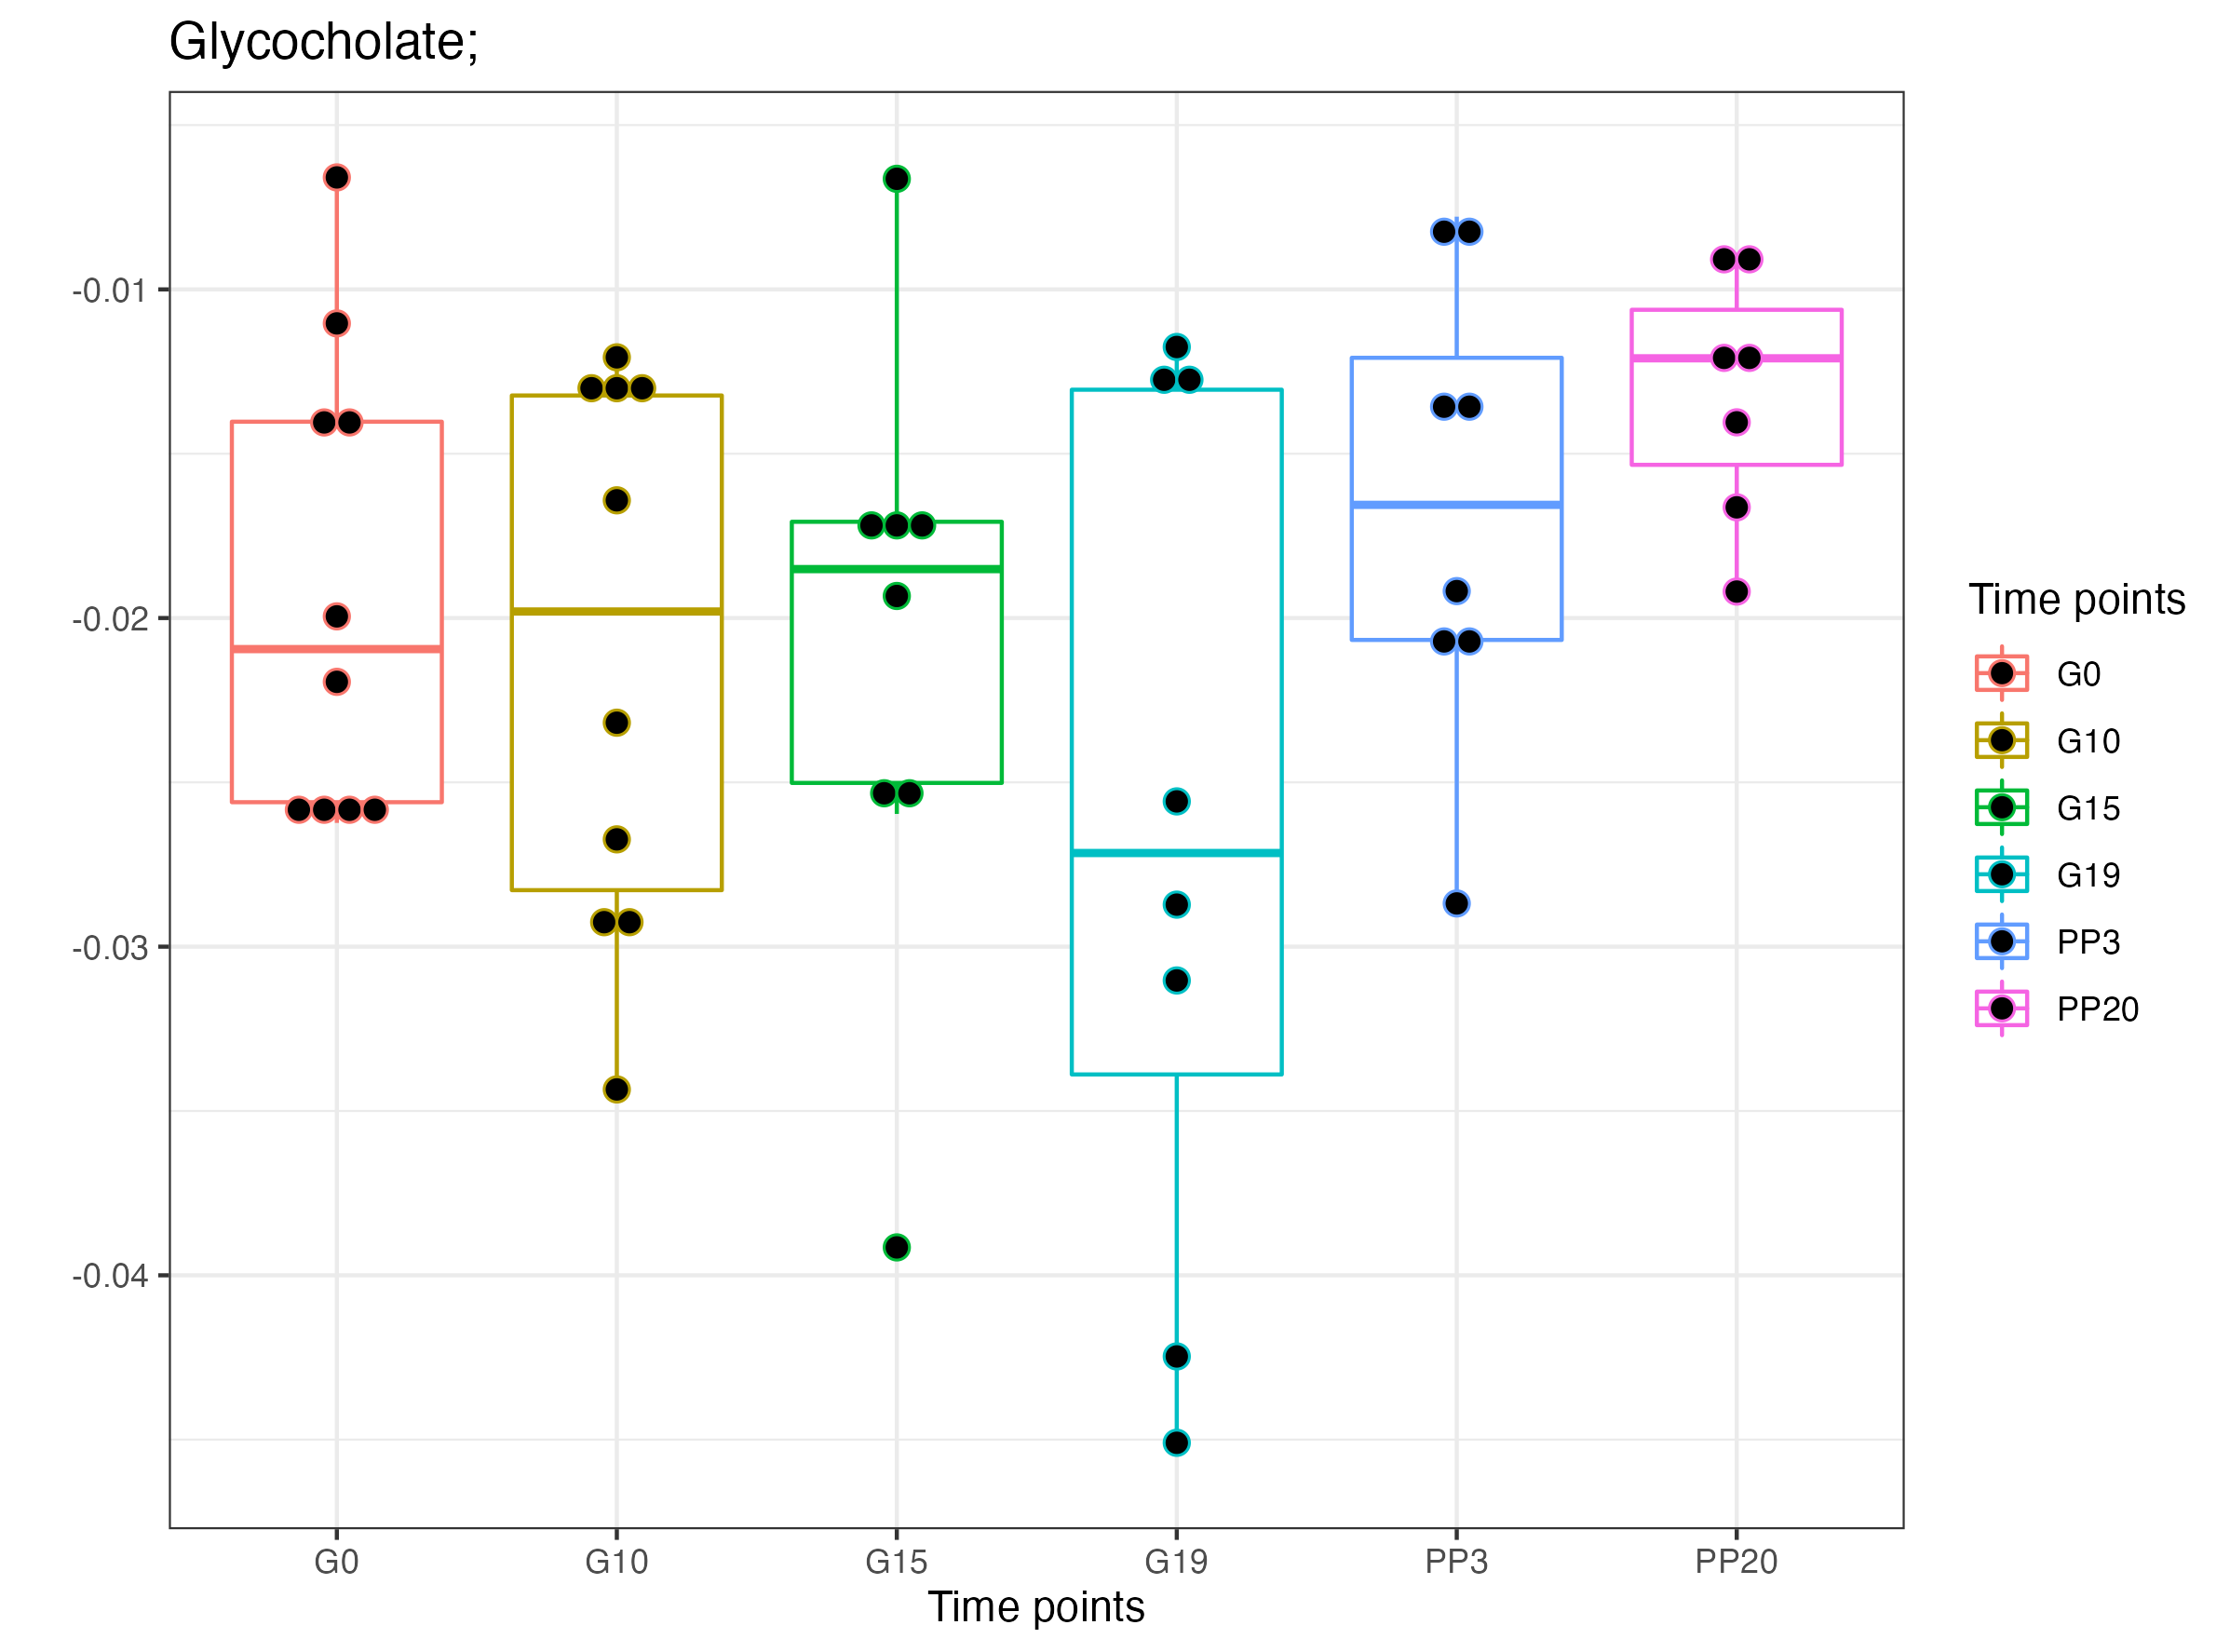 Glycocholate;
-0.01
-0.02
-0.03
-0.04
G0 G10 G15 G19 PP3 PP20
Time points
Time points
G0
G10
G15
G19
PP3
PP20